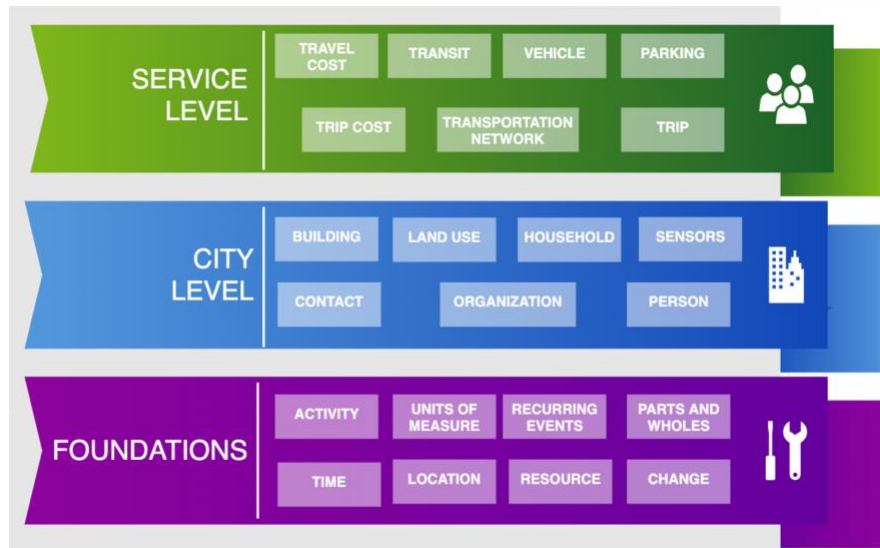 SERVICE
LEVEL
TRAVEL
COST
TRANSIT
VEHICLE
PARKING
TRIP COST
TRANSPORTATION
NETWORK
TRIP
CITY
LEVEL
BUILDING
LAND USE
HOUSEHOLD
SENSORS
CONTACT
ORGANIZATION
PERSON
FOUNDATIONS
ACTIVITY
UNITS OF
MEASURE
RECURRING
EVENTS
PARTS AND
WHOLES
TIME
LOCATION
RESOURCE
CHANGE